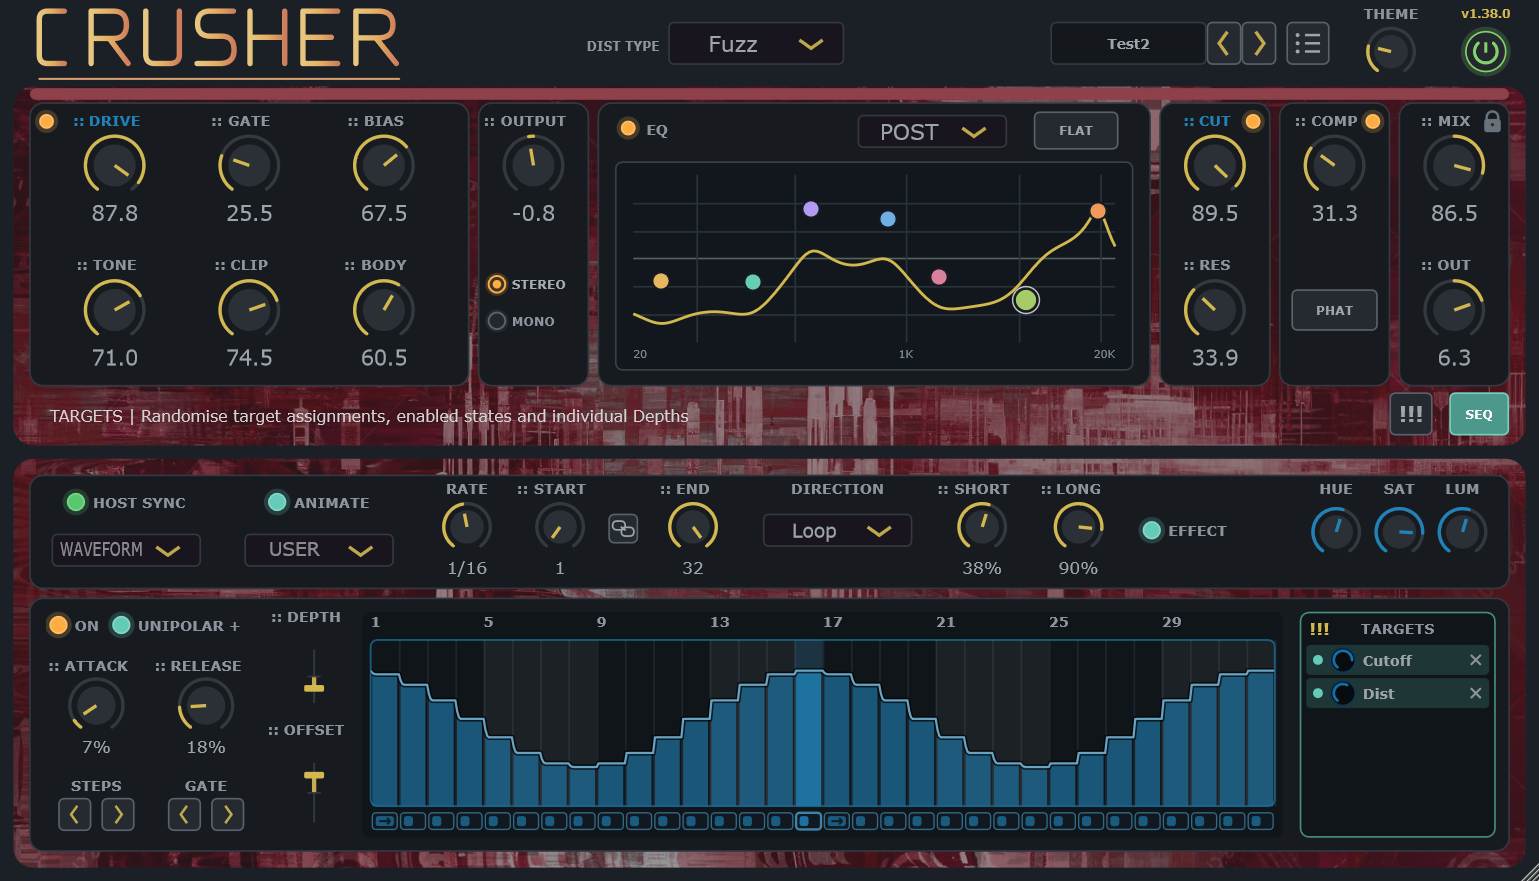 CRUSHER
DIST TYPE Fuzz
Test2
THEME
v1.38.0
:: DRIVE :: GATE :: BIAS
87.8 25.5 67.5
:: TONE :: CLIP :: BODY
71.0 74.5 60.5
:: OUTPUT
-0.8
STEREO
MONO
EQ POST FLAT
20 1K 20K
:: CUT :: COMP :: MIX
89.5 31.3 86.5
:: RES PHAT :: OUT
33.9 6.3
TARGETS | Randomise target assignments, enabled states and individual Depths
!!! SEQ
HOST SYNC ANIMATE
WAVEFORM USER
RATE :: START :: END DIRECTION :: SHORT :: LONG
Loop
1/16 1 32 38% 90%
EFFECT
HUE SAT LUM
ON UNIPOLAR + :: DEPTH
:: ATTACK :: RELEASE
7% 18%
:: OFFSET
STEPS GATE
1 5 9 13 17 21 25 29
!!! TARGETS
Cutoff
Dist